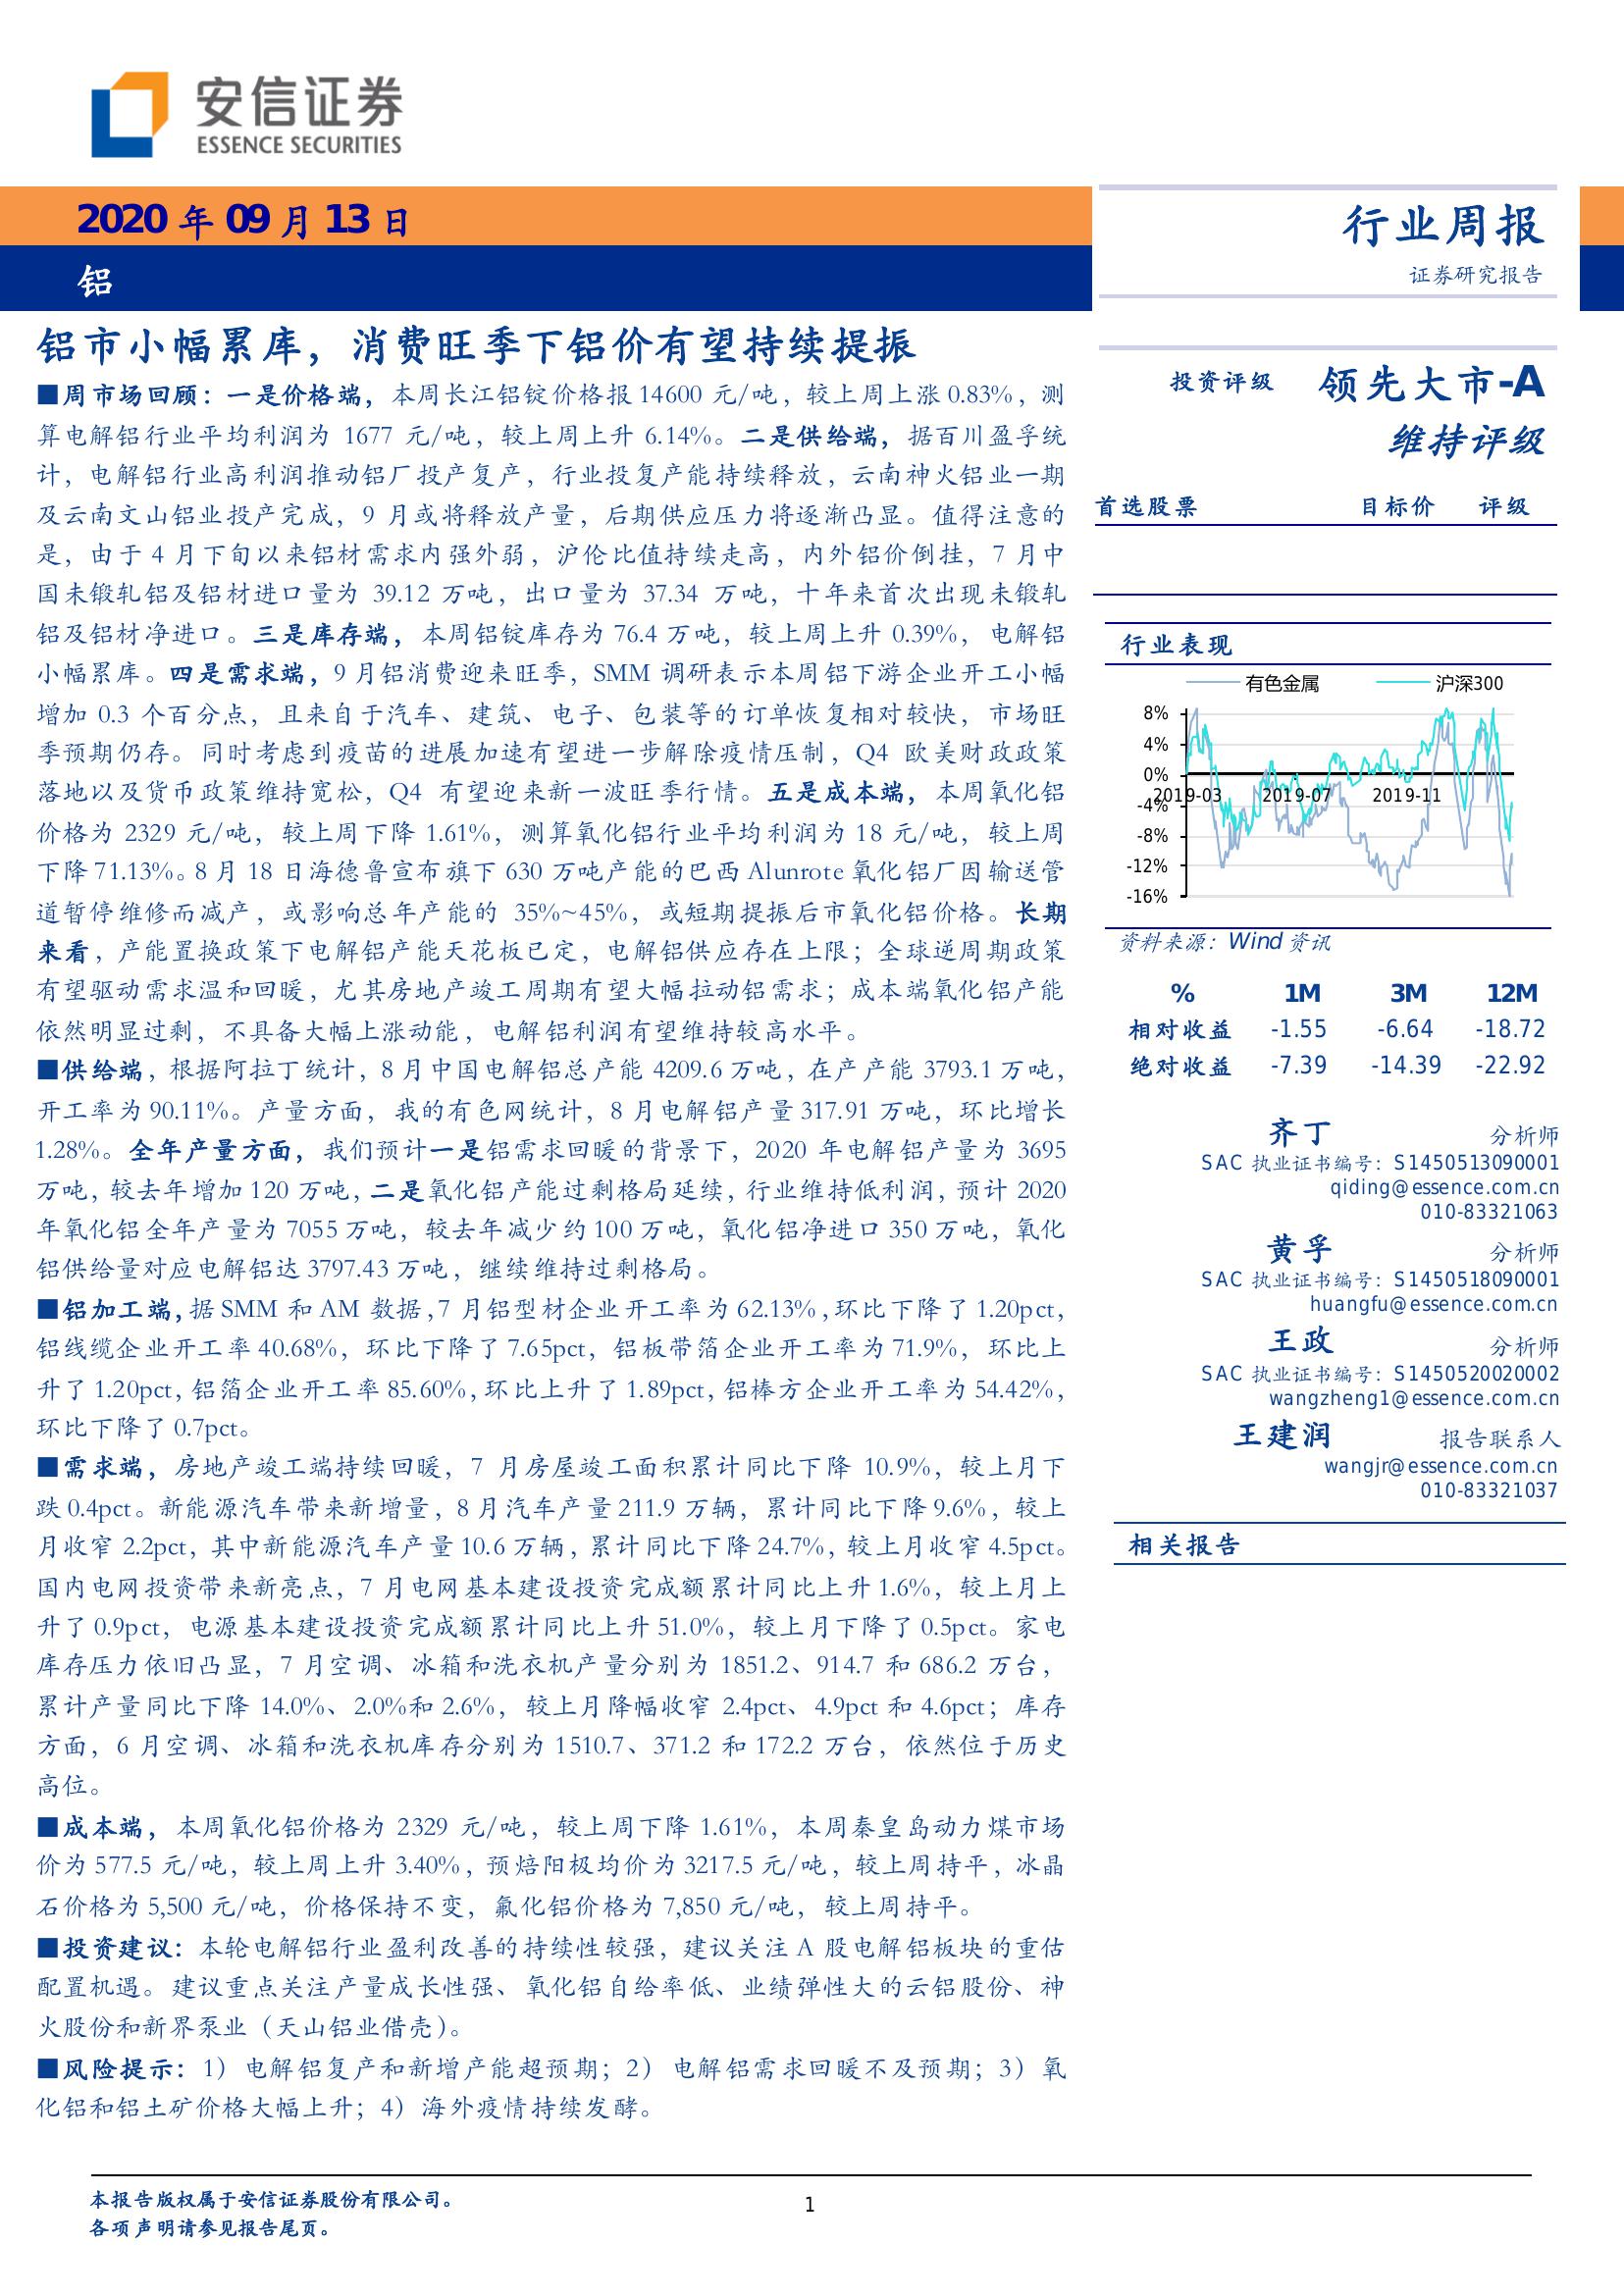 安信证券
ESSENCE SECURITIES
2020 年 09 月 13 日
铝
行业周报
证券研究报告
铝市小幅累库，消费旺季下铝价有望持续提振
■周市场回顾：一是价格端，本周长江铝锭价格报 14600 元/吨，较上周上涨 0.83%，测
算电解铝行业平均利润为 1677 元/吨，较上周上升 6.14%。二是供给端，据百川盈孚统
计，电解铝行业高利润推动铝厂投产复产，行业投复产能持续释放，云南神火铝业一期
及云南文山铝业投产完成，9 月或将释放产量，后期供应压力将逐渐凸显。值得注意的
是，由于 4 月下旬以来铝材需求内强外弱，沪伦比值持续走高，内外铝价倒挂，7 月中
国未锻轧铝及铝材进口量为 39.12 万吨，出口量为 37.34 万吨，十年来首次出现未锻轧
铝及铝材净进口。三是库存端，本周铝锭库存为 76.4 万吨，较上周上升 0.39%，电解铝
小幅累库。四是需求端，9 月铝消费迎来旺季，SMM 调研表示本周铝下游企业开工小幅
增加 0.3 个百分点，且来自于汽车、建筑、电子、包装等的订单恢复相对较快，市场旺
季预期仍存。同时考虑到疫苗的进展加速有望进一步解除疫情压制，Q4 欧美财政政策
落地以及货币政策维持宽松，Q4 有望迎来新一波旺季行情。五是成本端，本周氧化铝
价格为 2329 元/吨，较上周下降 1.61%，测算氧化铝行业平均利润为 18 元/吨，较上周
下降 71.13%。8 月 18 日海德鲁宣布旗下 630 万吨产能的巴西 Alunrote 氧化铝厂因输送管
道暂停维修而减产，或影响总年产能的 35%~45%，或短期提振后市氧化铝价格。长期
来看，产能置换政策下电解铝产能天花板已定，电解铝供应存在上限；全球逆周期政策
有望驱动需求温和回暖，尤其房地产竣工周期有望大幅拉动铝需求；成本端氧化铝产能
依然明显过剩，不具备大幅上涨动能，电解铝利润有望维持较高水平。
■供给端，根据阿拉丁统计，8 月中国电解铝总产能 4209.6 万吨，在产产能 3793.1 万吨，
开工率为 90.11%。产量方面，我的有色网统计，8 月电解铝产量 317.91 万吨，环比增长
1.28%。全年产量方面，我们预计一是铝需求回暖的背景下，2020 年电解铝产量为 3695
万吨，较去年增加 120 万吨，二是氧化铝产能过剩格局延续，行业维持低利润，预计 2020
年氧化铝全年产量为 7055 万吨，较去年减少约 100 万吨，氧化铝净进口 350 万吨，氧化
铝供给量对应电解铝达 3797.43 万吨，继续维持过剩格局。
■铝加工端，据 SMM 和 AM 数据，7 月铝型材企业开工率为 62.13%，环比下降了 1.20pct，
铝线缆企业开工率 40.68%，环比下降了 7.65pct，铝板带箔企业开工率为 71.9%，环比上
升了 1.20pct，铝箔企业开工率 85.60%，环比上升了 1.89pct，铝棒方企业开工率为 54.42%，
环比下降了 0.7pct。
■需求端，房地产竣工端持续回暖，7 月房屋竣工面积累计同比下降 10.9%，较上月下
跌 0.4pct。新能源汽车带来新增量，8 月汽车产量 211.9 万辆，累计同比下降 9.6%，较上
月收窄 2.2pct，其中新能源汽车产量 10.6 万辆，累计同比下降 24.7%，较上月收窄 4.5pct。
国内电网投资带来新亮点，7 月电网基本建设投资完成额累计同比上升 1.6%，较上月上
升了 0.9pct，电源基本建设投资完成额累计同比上升 51.0%，较上月下降了 0.5pct。家电
库存压力依旧凸显，7 月空调、冰箱和洗衣机产量分别为 1851.2、914.7 和 686.2 万台，
累计产量同比下降 14.0%、2.0%和 2.6%，较上月降幅收窄 2.4pct、4.9pct 和 4.6pct；库存
方面，6 月空调、冰箱和洗衣机库存分别为 1510.7、371.2 和 172.2 万台，依然位于历史
高位。
■成本端，本周氧化铝价格为 2329 元/吨，较上周下降 1.61%，本周秦皇岛动力煤市场
价为 577.5 元/吨，较上周上升 3.40%，预焙阳极均价为 3217.5 元/吨，较上周持平，冰晶
石价格为 5,500 元/吨，价格保持不变，氟化铝价格为 7,850 元/吨，较上周持平。
■投资建议：本轮电解铝行业盈利改善的持续性较强，建议关注 A 股电解铝板块的重估
配置机遇。建议重点关注产量成长性强、氧化铝自给率低、业绩弹性大的云铝股份、神
火股份和新界泵业（天山铝业借壳）。
■风险提示：1）电解铝复产和新增产能超预期；2）电解铝需求回暖不及预期；3）氧
化铝和铝土矿价格大幅上升；4）海外疫情持续发酵。
投资评级 领先大市-A
维持评级
首选股票 目标价 评级
行业表现
有色金属 沪深300
8%
4%
0%
-4%
2019-03 2019-07 2019-11
-8%
-12%
-16%
资料来源：Wind 资讯
% 1M 3M 12M
相对收益 -1.55 -6.64 -18.72
绝对收益 -7.39 -14.39 -22.92
齐丁 分析师
SAC 执业证书编号：S1450513090001
qiding@essence.com.cn
010-83321063
黄孚 分析师
SAC 执业证书编号：S1450518090001
huangfu@essence.com.cn
王政 分析师
SAC 执业证书编号：S1450520020002
wangzheng1@essence.com.cn
王建润 报告联系人
wangjr@essence.com.cn
010-83321037
相关报告
本报告版权属于安信证券股份有限公司。
各项声明请参见报告尾页。
1